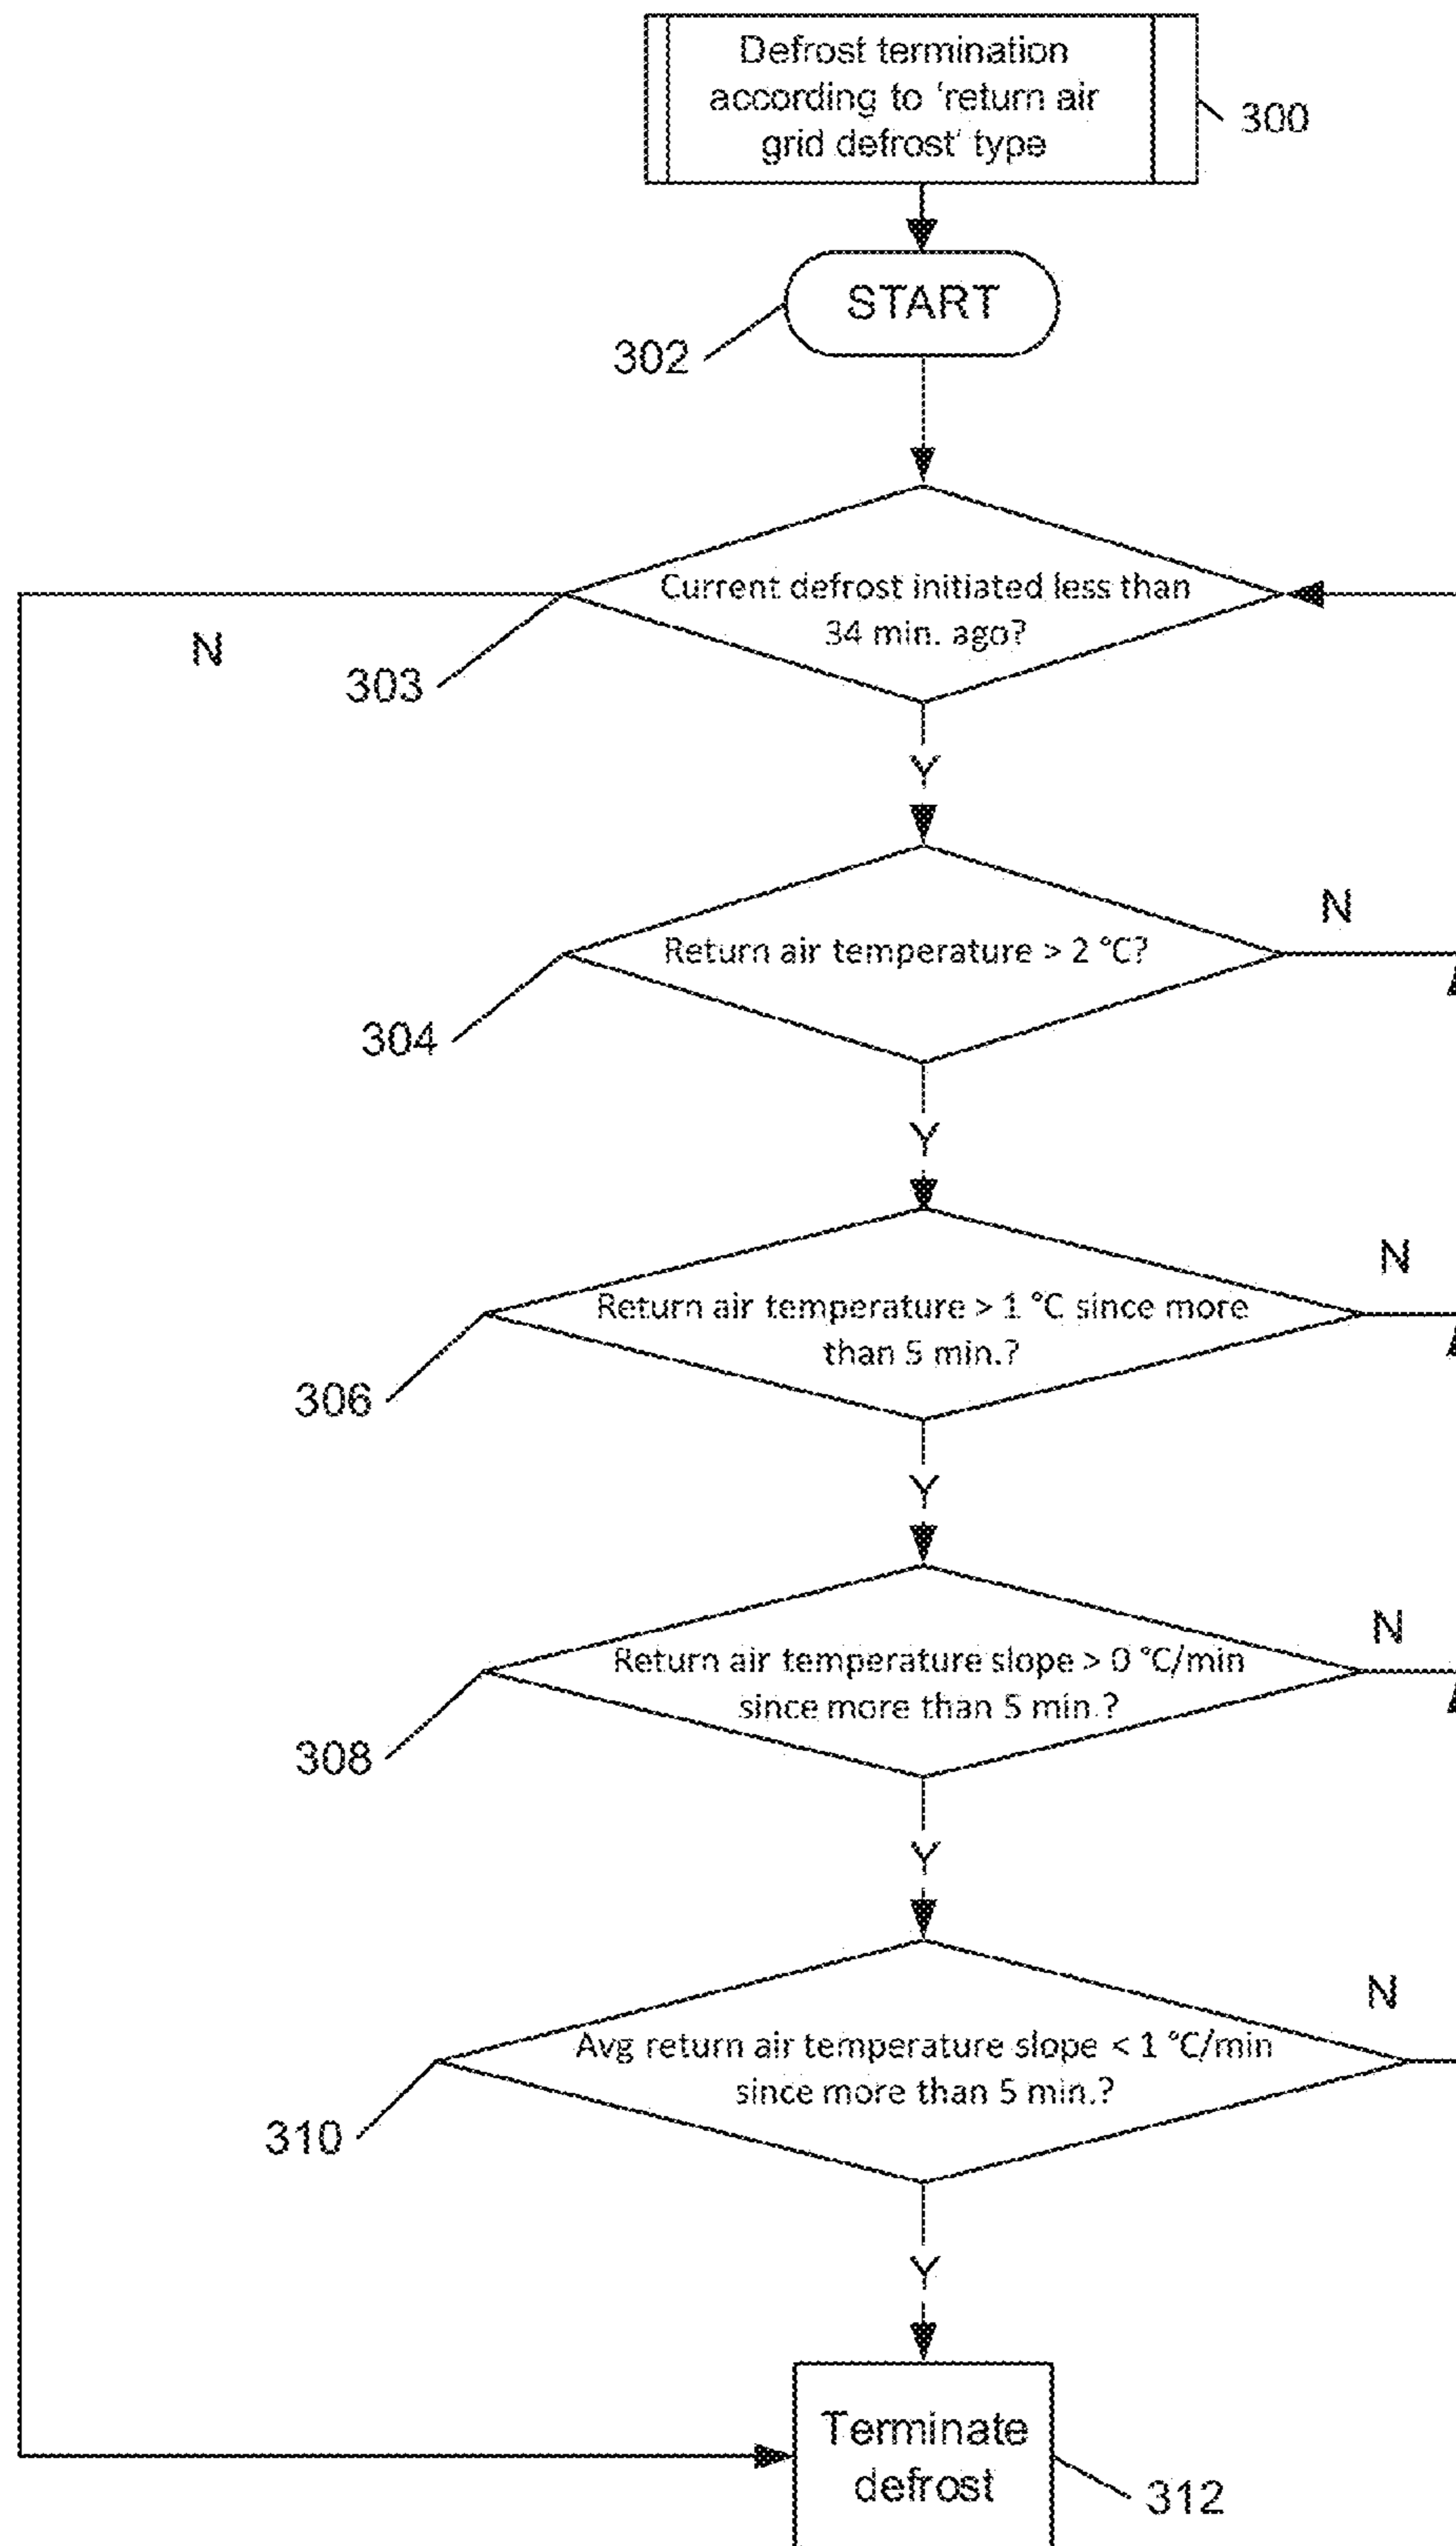 Defrost termination
according to 'return air
grid defrost' type
300
START
302
Current defrost initiated less than
34 min. ago?
N
303
Y
Return air temperature > 2 °C?
N
304
Y
Return air temperature > 1 °C since more
than 5 min.?
N
306
Y
Return air temperature slope > 0 °C/min
since more than 5 min.?
N
308
Y
Avg return air temperature slope < 1 °C/min
since more than 5 min.?
N
310
Y
Terminate
defrost
312